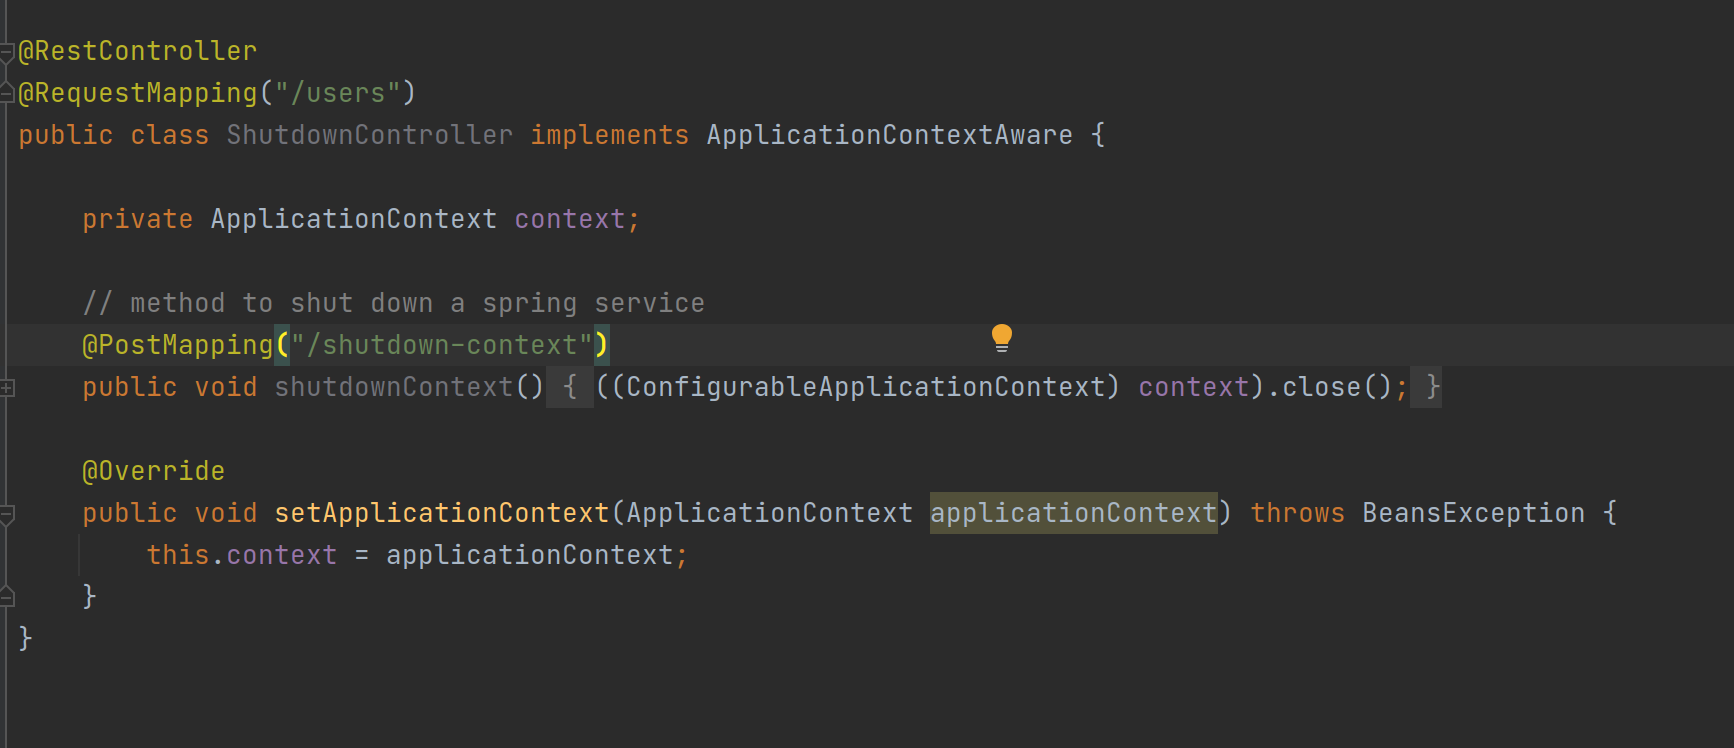 @RestController
@RequestMapping("/users")
public class ShutdownController implements ApplicationContextAware {
private ApplicationContext context;
// method to shut down a spring service
@PostMapping("/shutdown-context")
public void shutdownContext() { ((ConfigurableApplicationContext) context).close(); }
@Override
public void setApplicationContext(ApplicationContext applicationContext) throws BeansException {
this.context = applicationContext;
}
}